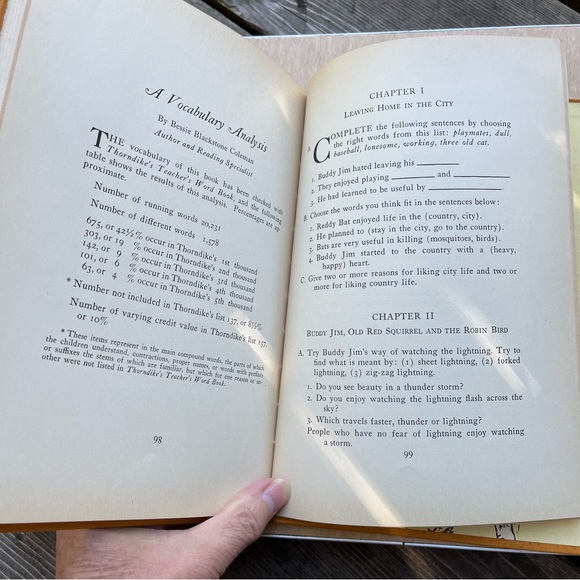 A Vocabulary Analysis
By Bessie Blackstone Coleman
Author and Reading Specialist
THE vocabulary of this book has been checked with
Thorndike's Teacher's Word Book, and the following
table shows the results of this analysis. Percentages are ap-
proximate.
Number of running words 20,231
Number of different words 1,578
675, or 42½% occur in Thorndike's 1st thousand
303, or 19 % occur in Thorndike's 2nd thousand
142, or 9 % occur in Thorndike's 3rd thousand
101, or 6 % occur in Thorndike's 4th thousand
63, or 4 % occur in Thorndike's 5th thousand
* Number not included in Thorndike's list 137, or 8½%
Number of varying credit value in Thorndike's list 157,
or 10%
* These items represent in the main compound words, the parts of which
the children understand, contractions, proper names, or words with prefixes
or suffixes the stems of which are familiar, but which for one reason or an-
other were not listed in Thorndike's Teacher's Word Book.
98
CHAPTER I
LEAVING HOME IN THE CITY
A. COMPLETE the following sentences by choosing
the right words from this list: playmates, dull,
baseball, lonesome, working, three old cat.
1. Buddy Jim hated leaving his
2. They enjoyed playing and
3. He had learned to be useful by
B. Choose the words you think fit in the sentences below:
1. Reddy Bat enjoyed life in the (country, city).
2. He planned to (stay in the city, go to the country).
3. Bats are very useful in killing (mosquitoes, birds).
4. Buddy Jim started to the country with a (heavy,
happy) heart.
C. Give two or more reasons for liking city life and two or
more for liking country life.
CHAPTER II
BUDDY JIM, OLD RED SQUIRREL AND THE ROBIN BIRD
A. Try Buddy Jim's way of watching the lightning. Try to
find what is meant by: (1) sheet lightning, (2) forked
lightning, (3) zig-zag lightning.
1. Do you see beauty in a thunder storm?
2. Do you enjoy watching the lightning flash across the
sky?
3. Which travels faster, thunder or lightning?
People who have no fear of lightning enjoy watching
a storm.
99